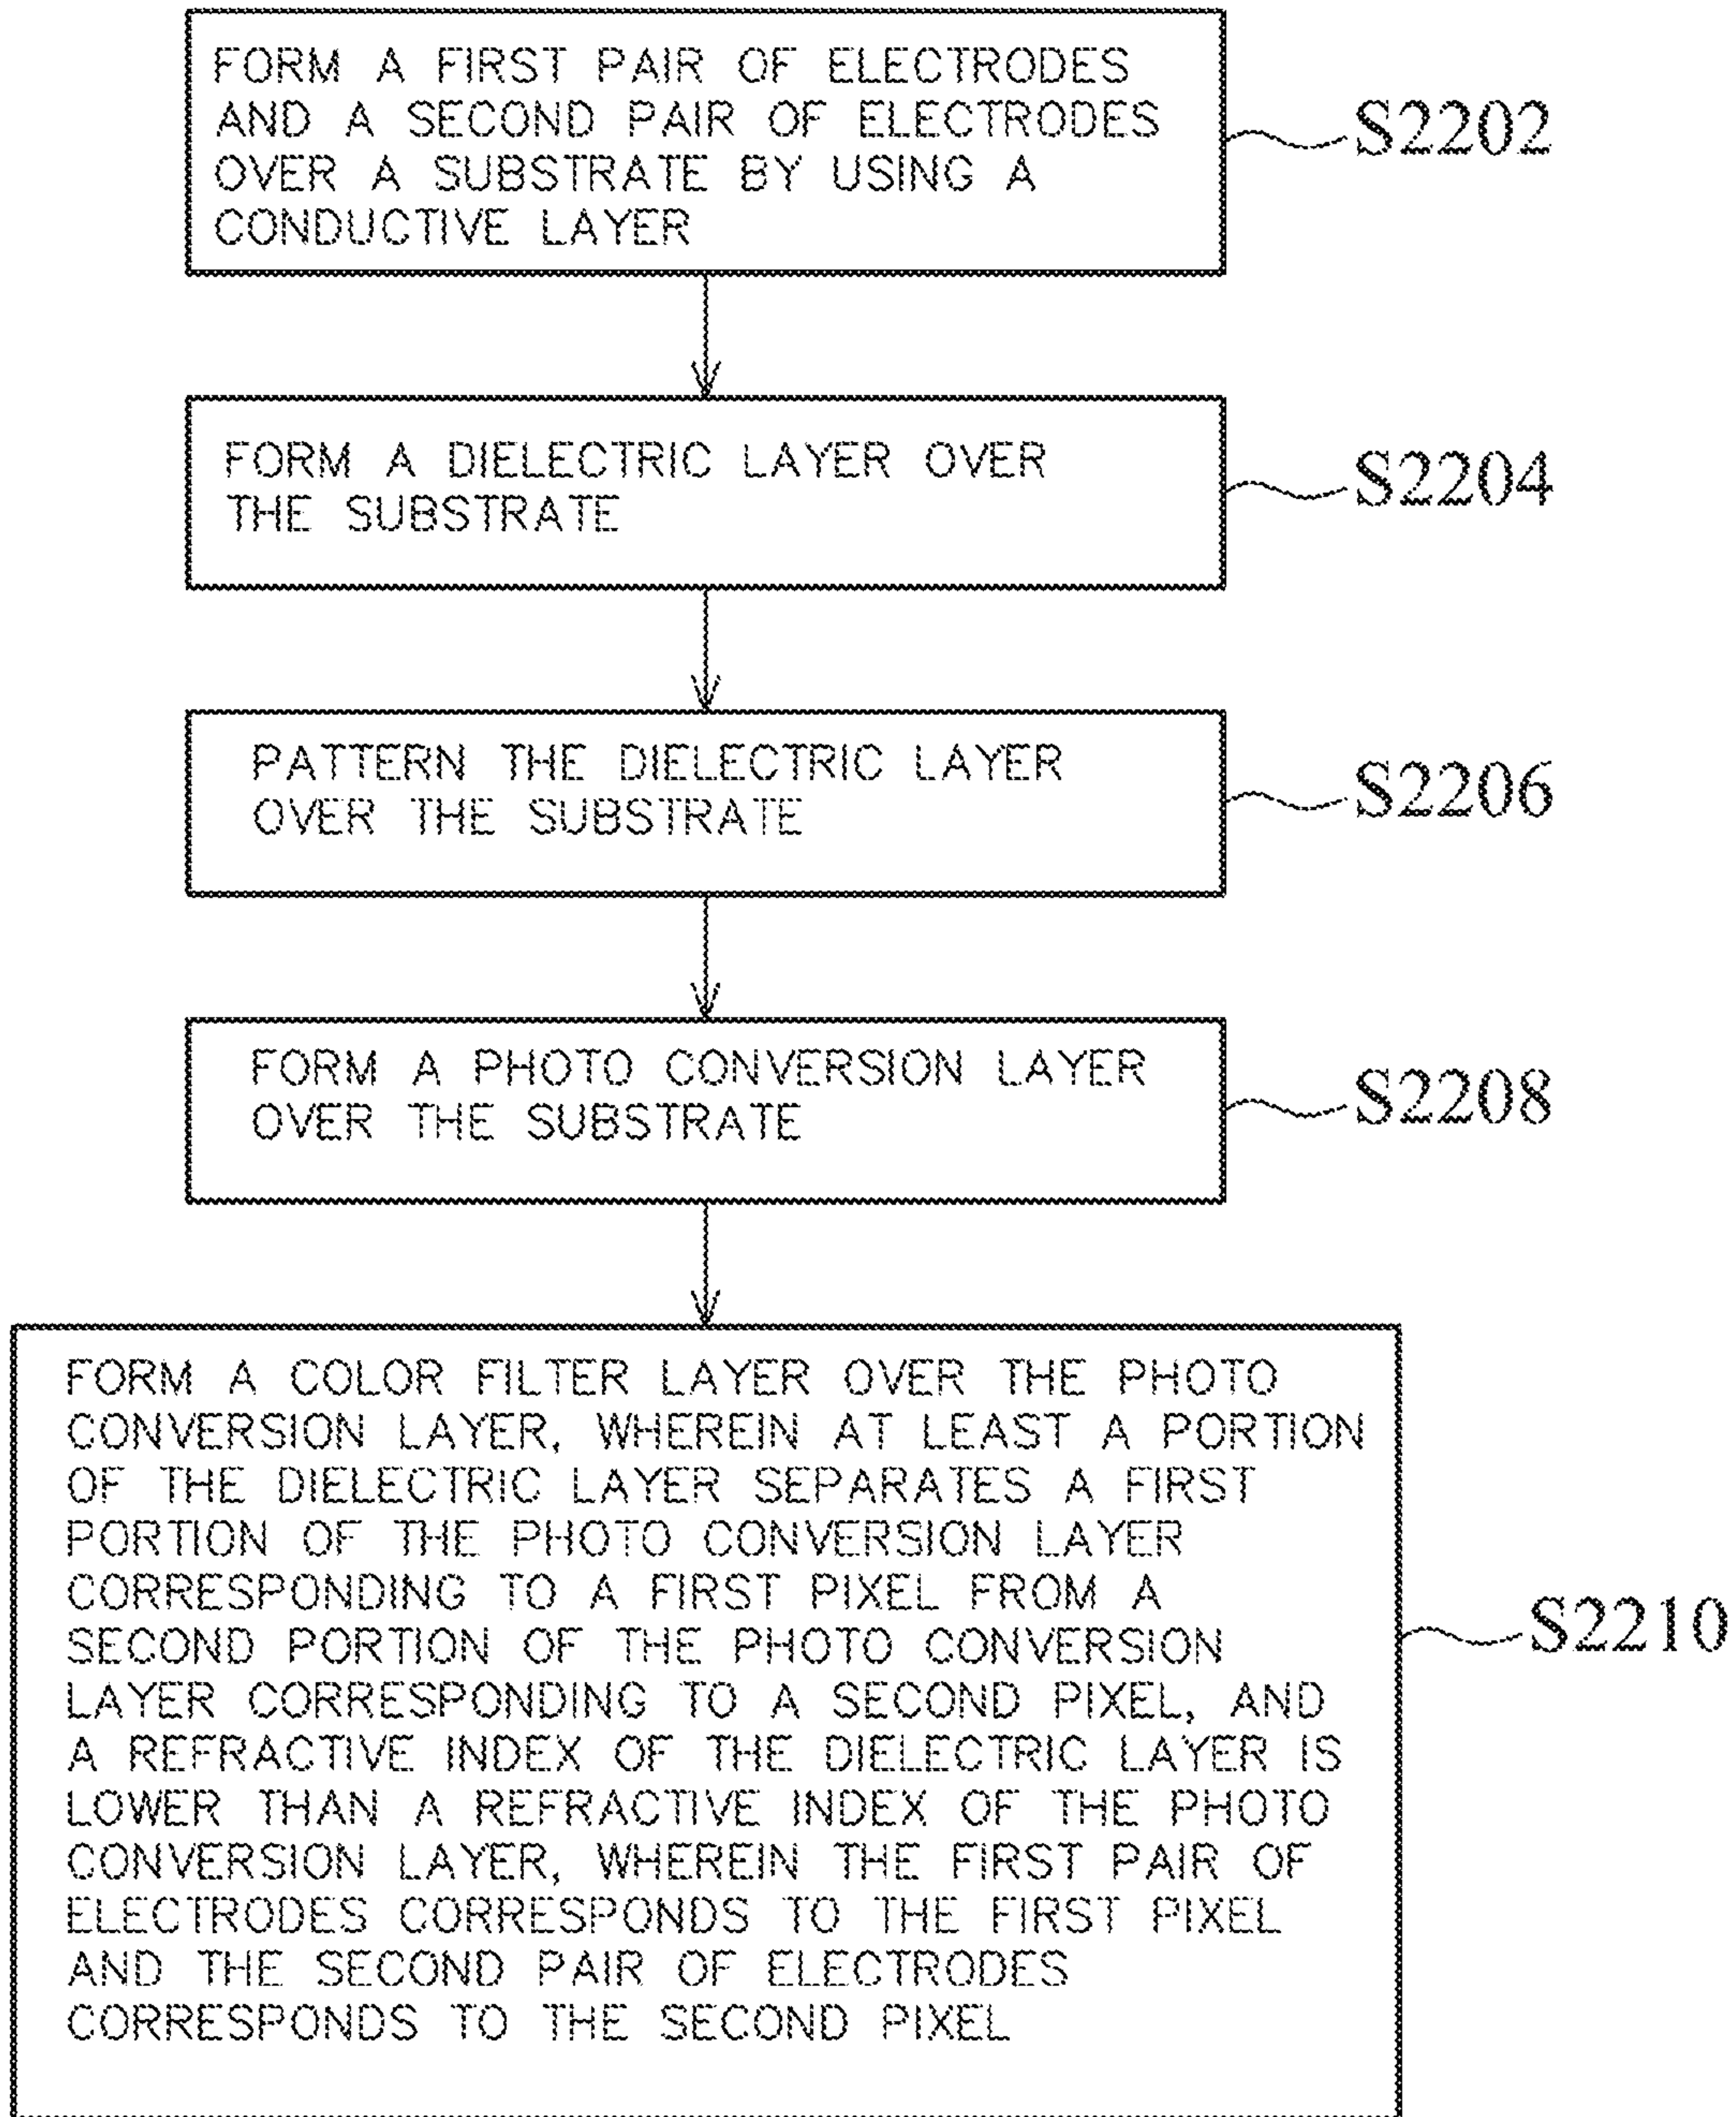 FORM A FIRST PAIR OF ELECTRODES
AND A SECOND PAIR OF ELECTRODES
OVER A SUBSTRATE BY USING A
CONDUCTIVE LAYER
S2202
FORM A DIELECTRIC LAYER OVER
THE SUBSTRATE
S2204
PATTERN THE DIELECTRIC LAYER
OVER THE SUBSTRATE
S2206
FORM A PHOTO CONVERSION LAYER
OVER THE SUBSTRATE
S2208
FORM A COLOR FILTER LAYER OVER THE PHOTO
CONVERSION LAYER, WHEREIN AT LEAST A PORTION
OF THE DIELECTRIC LAYER SEPARATES A FIRST
PORTION OF THE PHOTO CONVERSION LAYER
CORRESPONDING TO A FIRST PIXEL FROM A
SECOND PORTION OF THE PHOTO CONVERSION
LAYER CORRESPONDING TO A SECOND PIXEL, AND
A REFRACTIVE INDEX OF THE DIELECTRIC LAYER IS
LOWER THAN A REFRACTIVE INDEX OF THE PHOTO
CONVERSION LAYER, WHEREIN THE FIRST PAIR OF
ELECTRODES CORRESPONDS TO THE FIRST PIXEL
AND THE SECOND PAIR OF ELECTRODES
CORRESPONDS TO THE SECOND PIXEL
S2210